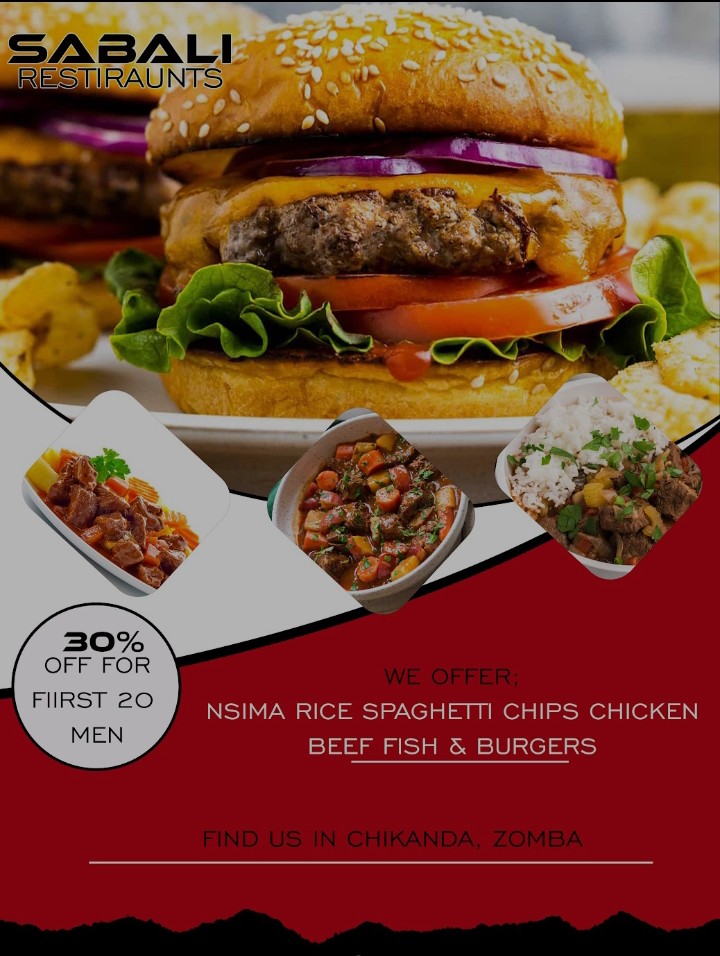 SABALI
RESTIRAUNTS
30%
OFF FOR
FIIRST 20
MEN
WE OFFER;
NSIMA RICE SPAGHETTI CHIPS CHICKEN
BEEF FISH & BURGERS
FIND US IN CHIKANDA, ZOMBA